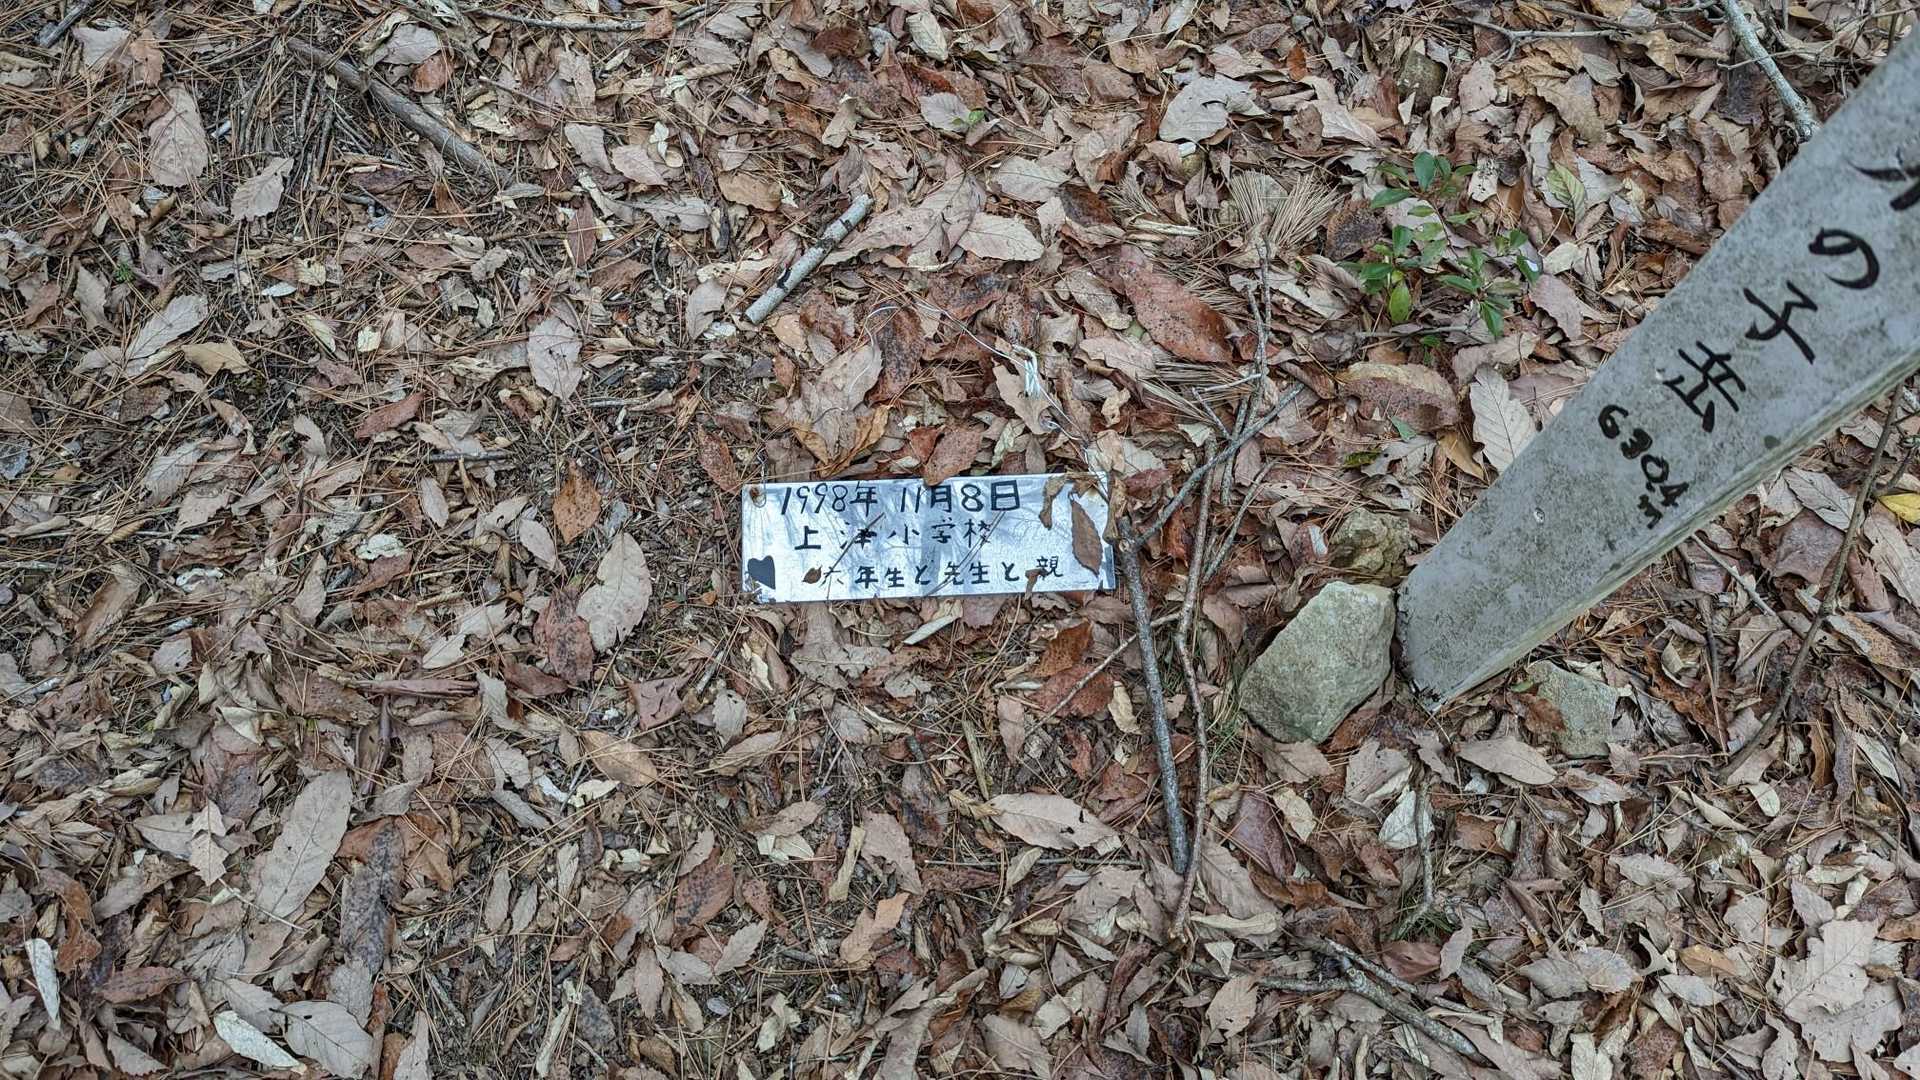 1998年 11月8日
上津小学校
六年生と先生と親
の子岳
630.4m